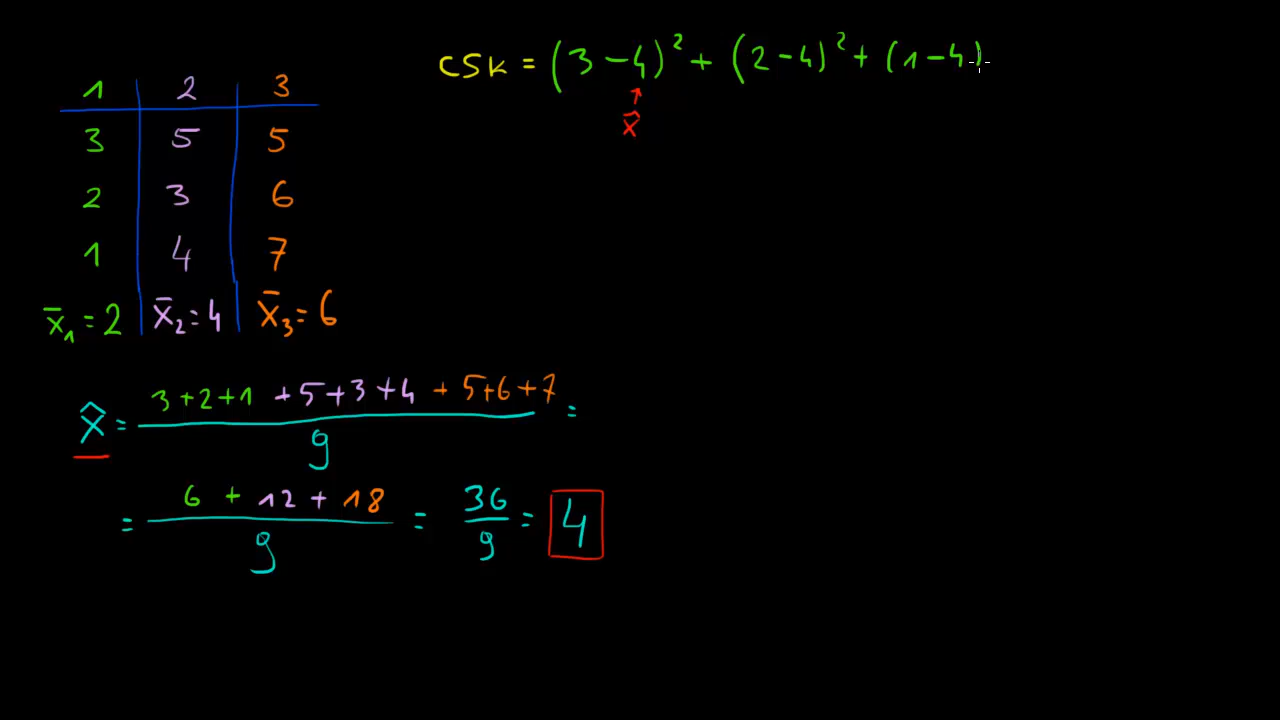 CSK = (3 − 4)² + (2 − 4)² + (1 − 4)
x̂
1 2 3
3 5 5
2 3 6
1 4 7
x̄₁ = 2 x̄₂ = 4 x̄₃ = 6
x̂ = (3 + 2 + 1 + 5 + 3 + 4 + 5 + 6 + 7) / 9 =
= (6 + 12 + 18) / 9 = 36 / 9 = 4